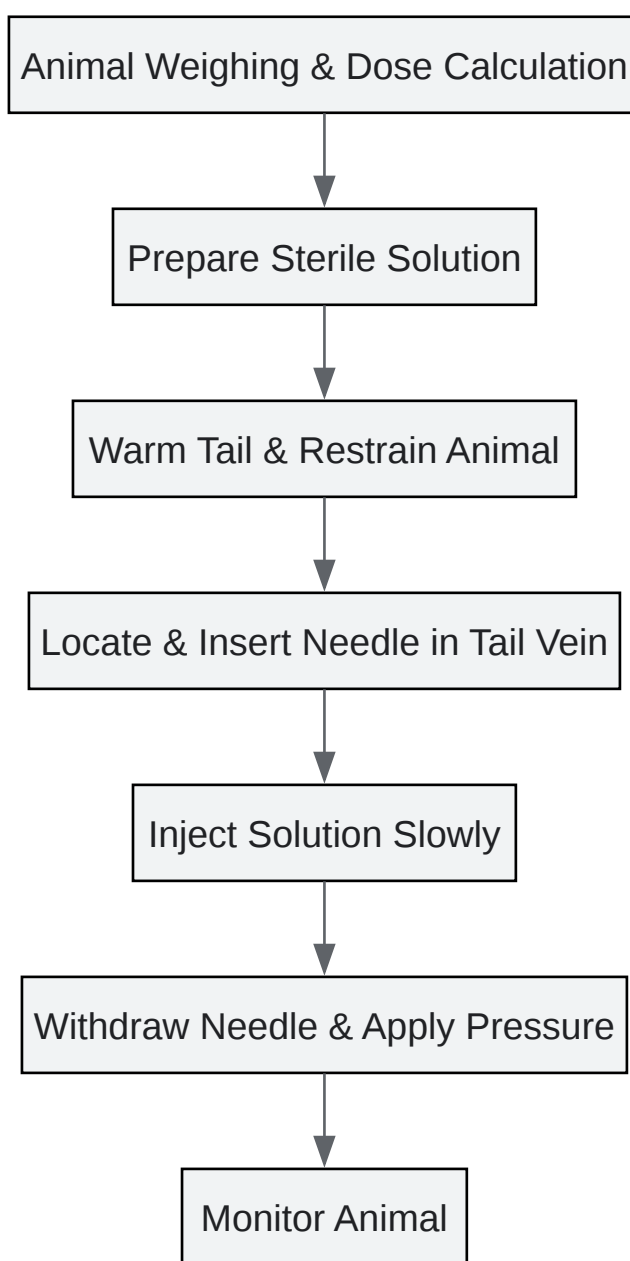 Animal Weighing & Dose Calculation
Prepare Sterile Solution
Warm Tail & Restrain Animal
Locate & Insert Needle in Tail Vein
Inject Solution Slowly
Withdraw Needle & Apply Pressure
Monitor Animal